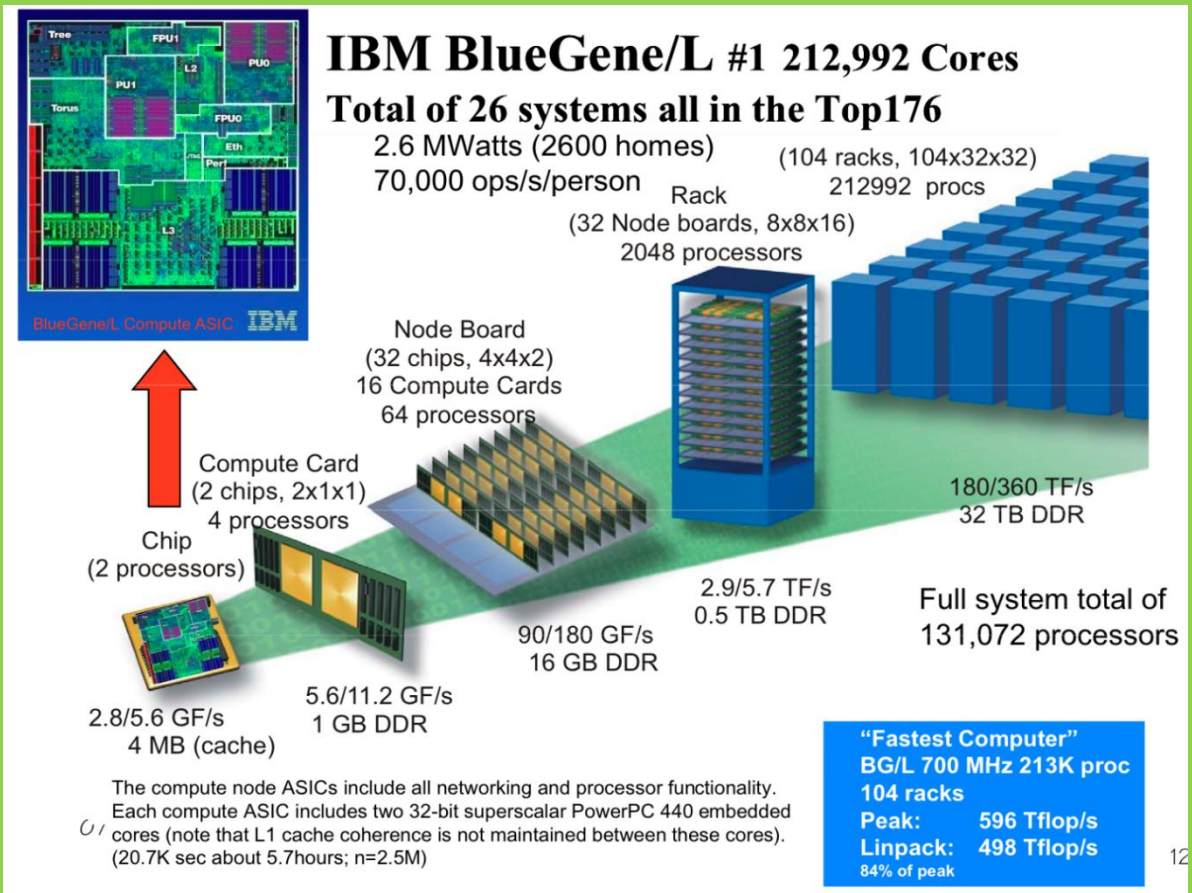 IBM BlueGene/L #1 212,992 Cores
Total of 26 systems all in the Top176
2.6 MWatts (2600 homes)
70,000 ops/s/person
(104 racks, 104x32x32)
212992 procs
Rack
(32 Node boards, 8x8x16)
2048 processors
Tree
FPU1
PU0
L2
PU1
Torus
FPU0
JTAG
Eth
Perf
L3
BlueGene/L Compute ASIC IBM
Node Board
(32 chips, 4x4x2)
16 Compute Cards
64 processors
Compute Card
(2 chips, 2x1x1)
4 processors
Chip
(2 processors)
180/360 TF/s
32 TB DDR
2.9/5.7 TF/s
0.5 TB DDR
Full system total of
131,072 processors
90/180 GF/s
16 GB DDR
5.6/11.2 GF/s
1 GB DDR
2.8/5.6 GF/s
4 MB (cache)
The compute node ASICs include all networking and processor functionality.
Each compute ASIC includes two 32-bit superscalar PowerPC 440 embedded
cores (note that L1 cache coherence is not maintained between these cores).
(20.7K sec about 5.7hours; n=2.5M)
"Fastest Computer"
BG/L 700 MHz 213K proc
104 racks
Peak: 596 Tflop/s
Linpack: 498 Tflop/s
84% of peak
12